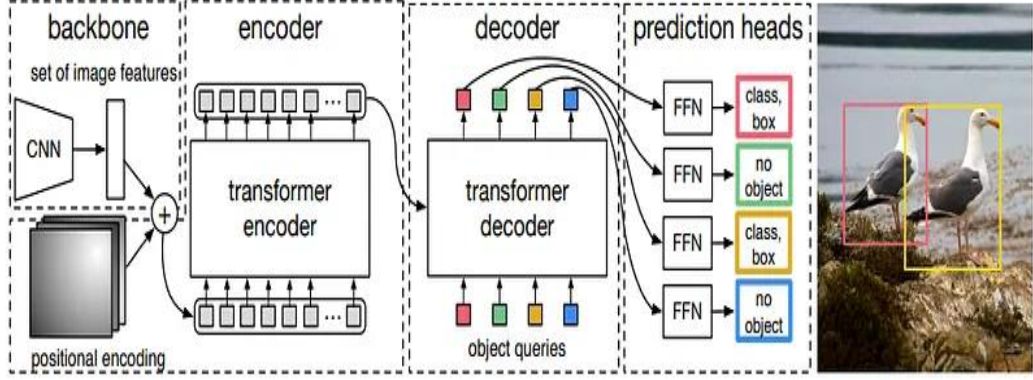 backbone
encoder
decoder
prediction heads
set of image features
CNN
+
positional encoding
transformer
encoder
...
...
transformer
decoder
object queries
FFN
class,
box
FFN
no
object
FFN
class,
box
FFN
no
object